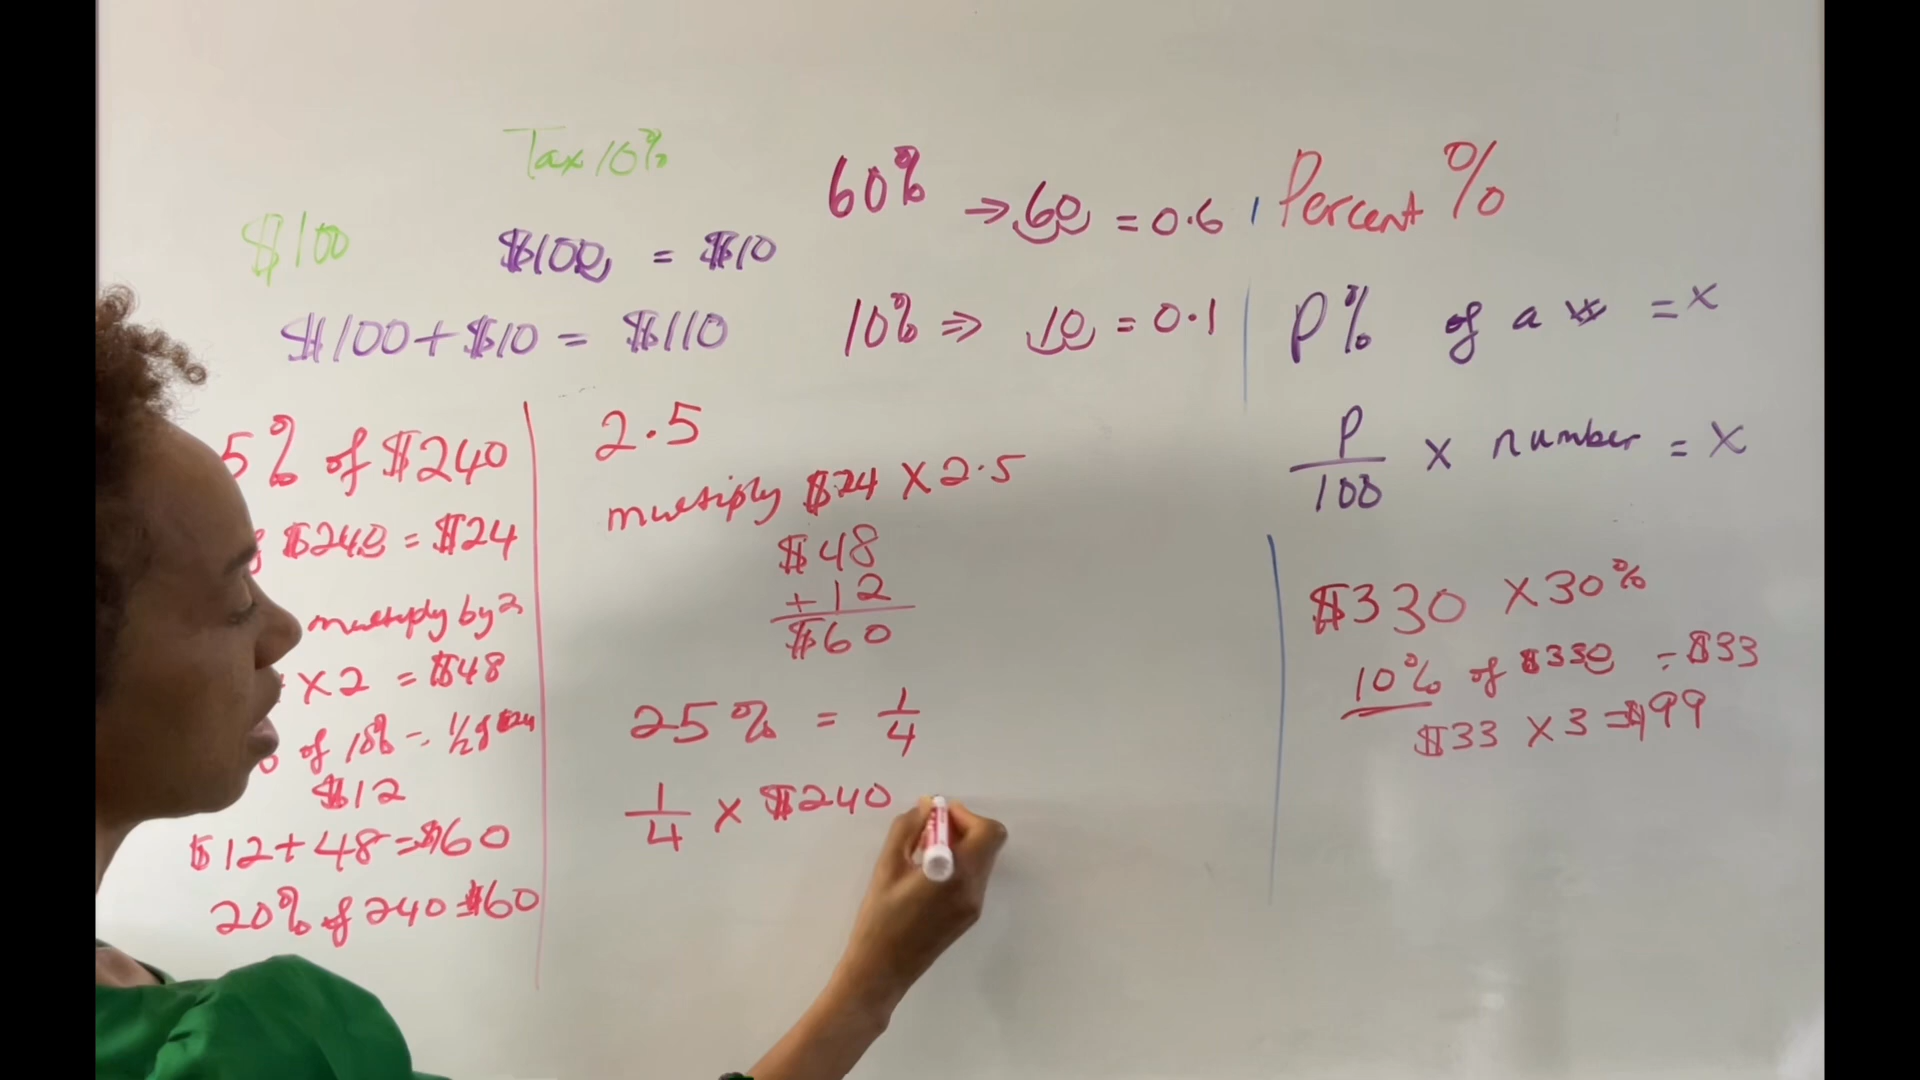 Tax 10%
$100
$100 = $10
$100 + $10 = $110
60%
→ 60 = 0.6
10% ⇒ 10 = 0.1
Percent %
P% of a = x
P/100 × number = x
5% of $240
$240 = $24
multiply by 2
× 2 = $48
of 10% = 1/2 of $24
$12
$12 + 48 = $60
20% of 240 = $60
2.5
multiply $24 × 2.5
$48
+ 12
$60
25% = 1/4
1/4 × $240
$330 × 30%
10% of $330 = $33
$33 × 3 = $99